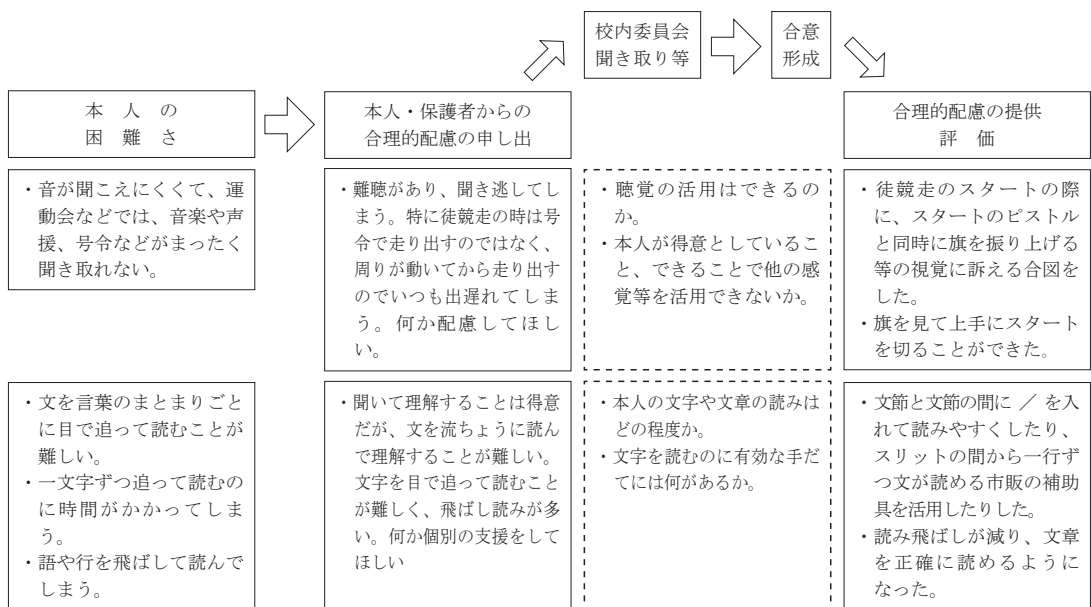 校内委員会
聞き取り等
合意
形成
本人の
困難さ
本人・保護者からの
合理的配慮の申し出
合理的配慮の提供
評価
・音が聞こえにくくて、運
動会などでは、音楽や声
援、号令などがまったく
聞き取れない。
・難聴があり、聞き逃してし
まう。特に徒競走の時は号
令で走り出すのではなく、
周りが動いてから走り出す
のでいつも出遅れてしま
う。何か配慮してほし
い。
・聴覚の活用はできるの
か。
・本人が得意としているこ
と、できることで他の感
覚等を活用できないか。
・徒競走のスタートの際
に、スタートのピストル
と同時に旗を振り上げる
等の視覚に訴える合図を
した。
・旗を見て上手にスタート
を切ることができた。
・文を言葉のまとまりごと
に目で追って読むことが
難しい。
・一文字ずつ追って読むの
に時間がかかってしま
う。
・語や行を飛ばして読んで
しまう。
・聞いて理解することは得意
だが、文を流ちょうに読ん
で理解することが難しい。
文字を目で追って読むこと
が難しく、飛ばし読みが多
い。何か個別の支援をして
ほしい
・本人の文字や文章の読みは
どの程度か。
・文字を読むのに有効な手だ
てには何があるか。
・文節と文節の間に ／ を入
れて読みやすくしたり、
スリットの間から一行ず
つ文が読める市販の補助
具を活用したりした。
・読み飛ばしが減り、文章
を正確に読めるように
なった。